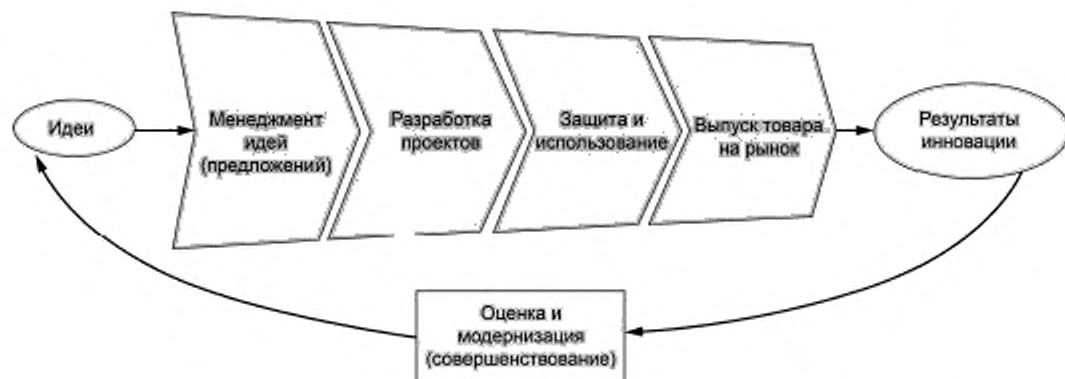 Идеи
Менеджмент
идей
(предложений)
Разработка
проектов
Защита и
использование
Выпуск товара
на рынок
Результаты
инновации
Оценка и
модернизация
(совершенствование)